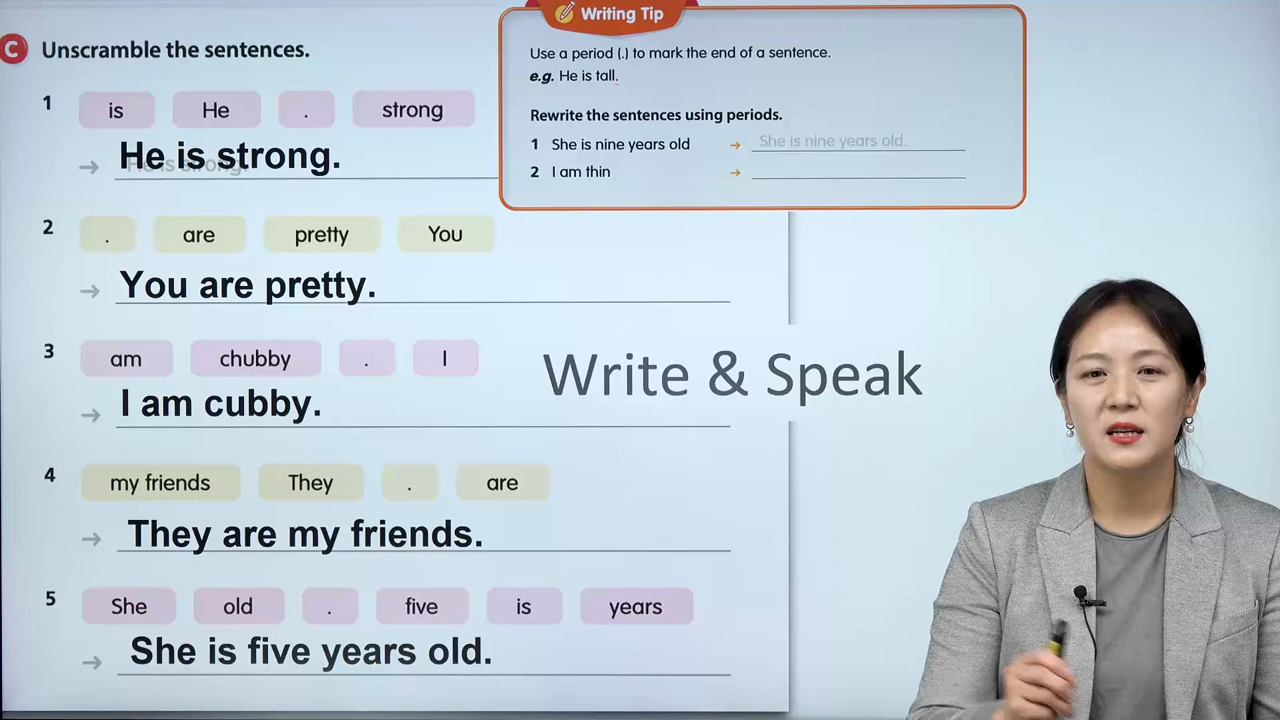 C Unscramble the sentences.
1 is He . strong
→ He is strong.
2 . are pretty You
→ You are pretty.
3 am chubby . I
→ I am cubby.
4 my friends They . are
→ They are my friends.
5 She old . five is years
→ She is five years old.
Writing Tip
Use a period (.) to mark the end of a sentence.
e.g. He is tall.
Rewrite the sentences using periods.
1 She is nine years old → She is nine years old.
2 I am thin →
Write & Speak